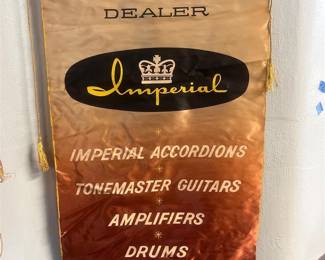 DEALER
Imperial
IMPERIAL ACCORDIONS
TONEMASTER GUITARS
AMPLIFIERS
DRUMS